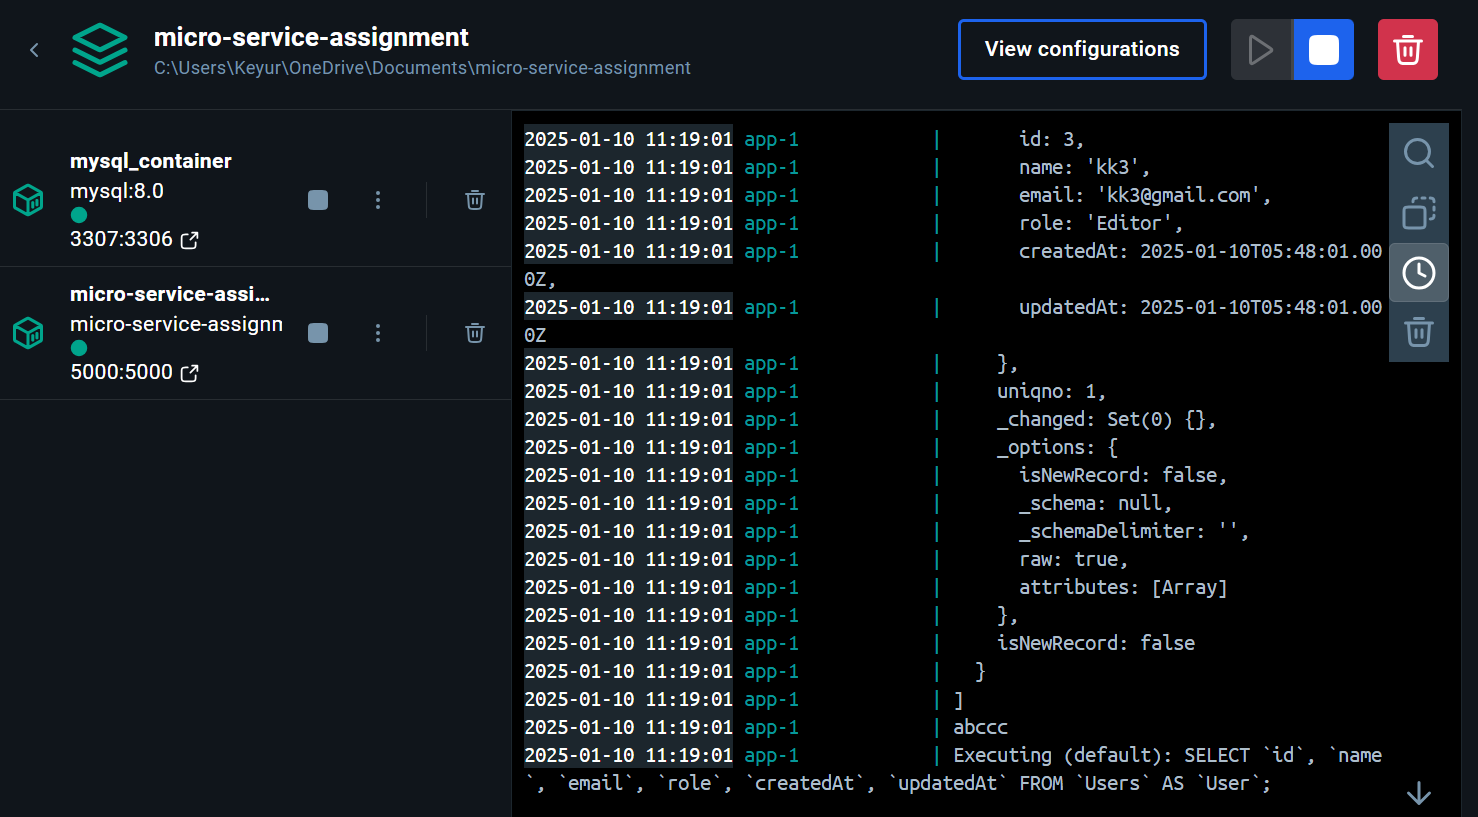 micro-service-assignment
C:\Users\Keyur\OneDrive\Documents\micro-service-assignment
View configurations
mysql_container
mysql:8.0
3307:3306
micro-service-assi...
micro-service-assignn
5000:5000
2025-01-10 11:19:01 app-1 | id: 3,
2025-01-10 11:19:01 app-1 | name: 'kk3',
2025-01-10 11:19:01 app-1 | email: 'kk3@gmail.com',
2025-01-10 11:19:01 app-1 | role: 'Editor',
2025-01-10 11:19:01 app-1 | createdAt: 2025-01-10T05:48:01.00
0Z,
2025-01-10 11:19:01 app-1 | updatedAt: 2025-01-10T05:48:01.00
0Z
2025-01-10 11:19:01 app-1 | },
2025-01-10 11:19:01 app-1 | uniqno: 1,
2025-01-10 11:19:01 app-1 | _changed: Set(0) {},
2025-01-10 11:19:01 app-1 | _options: {
2025-01-10 11:19:01 app-1 | isNewRecord: false,
2025-01-10 11:19:01 app-1 | _schema: null,
2025-01-10 11:19:01 app-1 | _schemaDelimiter: '',
2025-01-10 11:19:01 app-1 | raw: true,
2025-01-10 11:19:01 app-1 | attributes: [Array]
2025-01-10 11:19:01 app-1 | },
2025-01-10 11:19:01 app-1 | isNewRecord: false
2025-01-10 11:19:01 app-1 | }
2025-01-10 11:19:01 app-1 | ]
2025-01-10 11:19:01 app-1 | abccc
2025-01-10 11:19:01 app-1 | Executing (default): SELECT `id`, `name
`, `email`, `role`, `createdAt`, `updatedAt` FROM `Users` AS `User`;